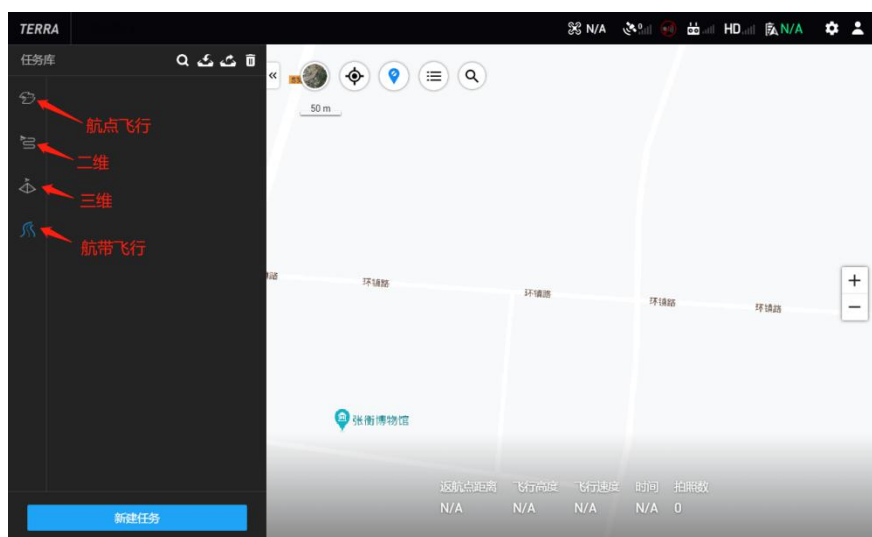 TERRA
N/A
HD
N/A
任务库
航点飞行
二维
三维
航带飞行
50 m
环镇路
环镇路
环镇路
环镇路
张衡博物馆
返航点距离 飞行高度 飞行速度 时间 拍照数
N/A N/A N/A N/A 0
新建任务